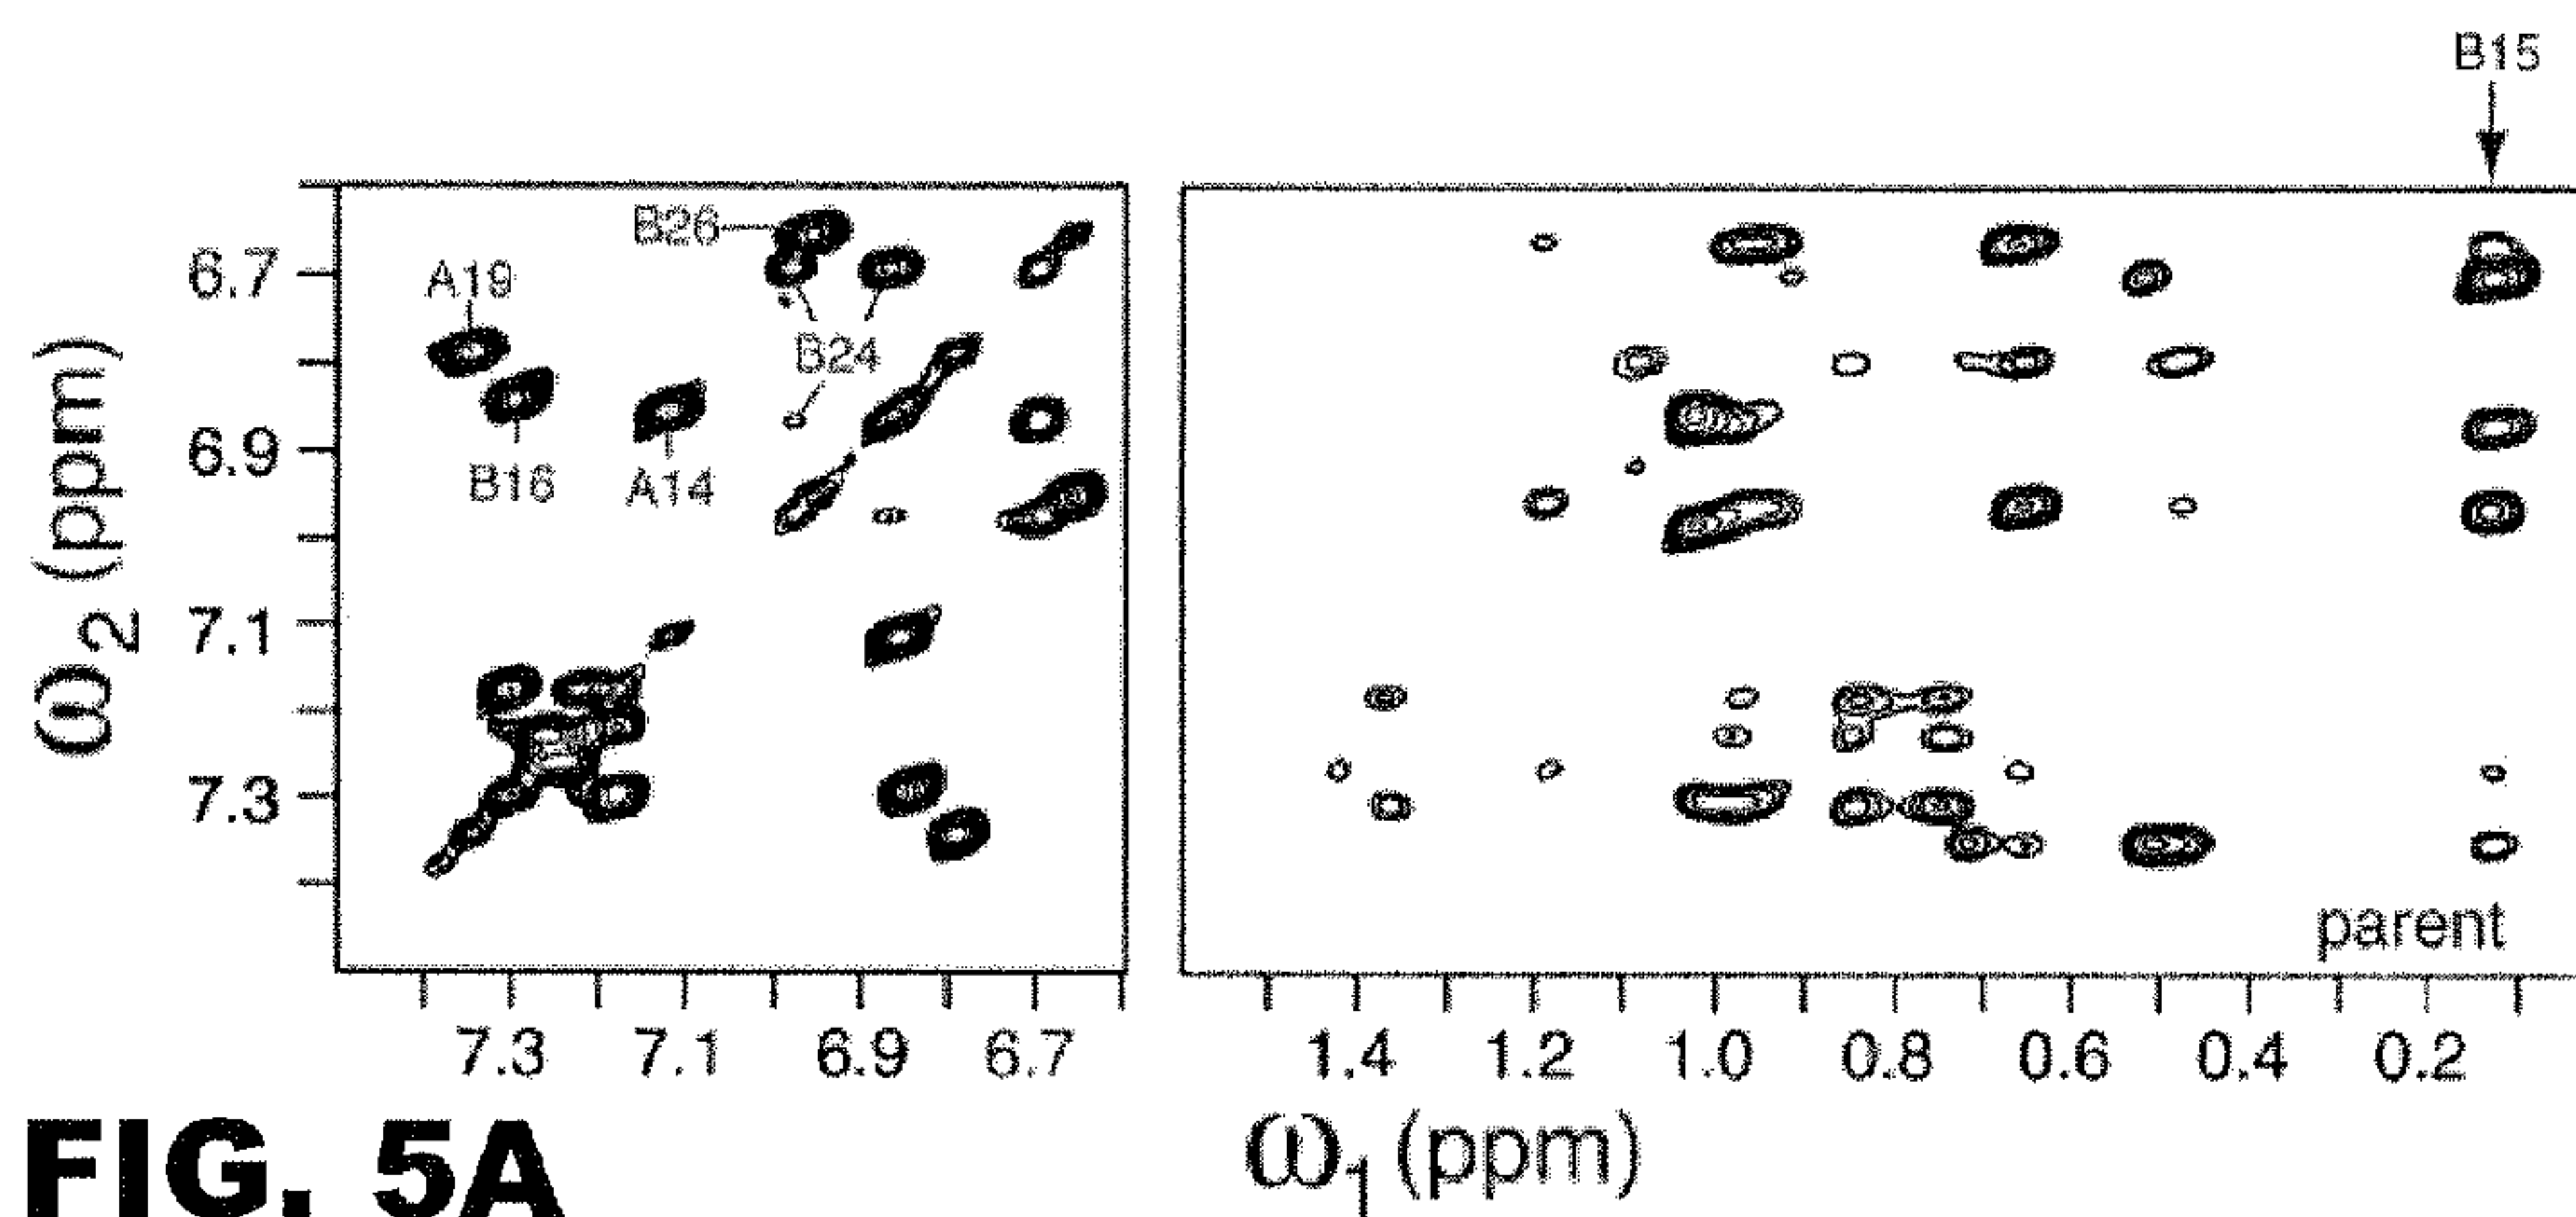 B15
B26
A19
6.7
B24
6.9
B16
A14
7.1
7.3
ω2 (ppm)
parent
7.3 7.1 6.9 6.7
1.4 1.2 1.0 0.8 0.6 0.4 0.2
ω1 (ppm)
FIG. 5A